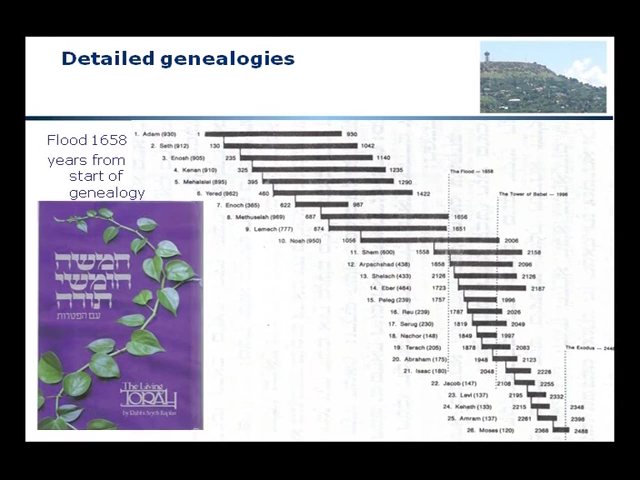 Detailed genealogies
Flood 1658
years from
start of
genealogy
חמשה
חומשי
תורה
עם הפטרות
The Living
TORAH
by Rabbi Aryeh Kaplan
1. Adam (930) 1 930
2. Seth (912) 130 1042
3. Enosh (905) 235 1140
4. Kenan (910) 325 1235
5. Mehalalel (895) 395 1290
6. Yered (962) 460 1422
7. Enoch (365) 622 987
The Flood — 1658
8. Methuselah (969) 687 1656
The Tower of Babel — 1996
9. Lemech (777) 874 1651
10. Noah (950) 1056 2006
11. Shem (600) 1558 2158
12. Arpachshad (438) 1658 2096
13. Shelach (433) 2126 2126
14. Eber (464) 1723 2187
15. Peleg (239) 1757 1996
16. Reu (239) 1787 2026
17. Serug (230) 1819 2049
18. Nachor (148) 1849 1997
19. Terach (205) 1878 2083
The Exodus —
20. Abraham (175) 1948 2123
21. Isaac (180) 2048 2228
22. Jacob (147) 2108 2255
23. Levi (137) 2195 2332
24. Kehath (133) 2215 2348
25. Amram (137) 2261 2398
26. Moses (120) 2368 2488